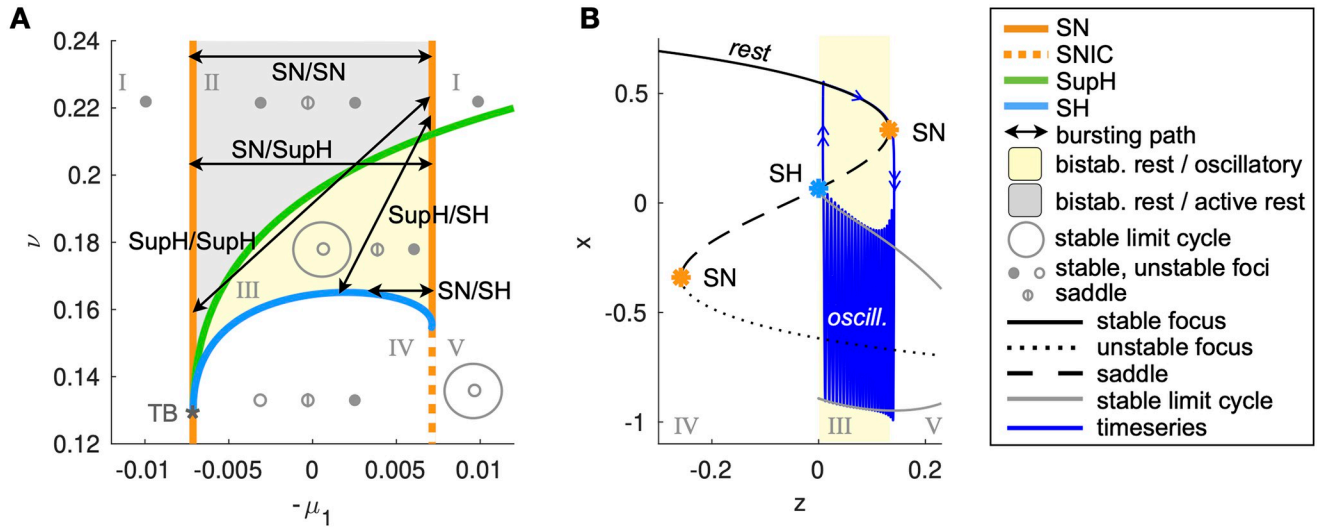 A
0.24
0.22
0.2
0.18
0.16
0.14
0.12
ν
-0.01
-0.005
0
0.005
0.01
- μ1
I
II
I
SN/SN
SN/SupH
SupH/SH
SupH/SupH
III
SN/SH
IV
V
TB
B
rest
0.5
0
-0.5
-1
x
SN
SH
SN
oscill.
IV
III
V
-0.2
0
0.2
z
SN
SNIC
SupH
SH
bursting path
bistab. rest / oscillatory
bistab. rest / active rest
stable limit cycle
stable, unstable foci
saddle
stable focus
unstable focus
saddle
stable limit cycle
timeseries